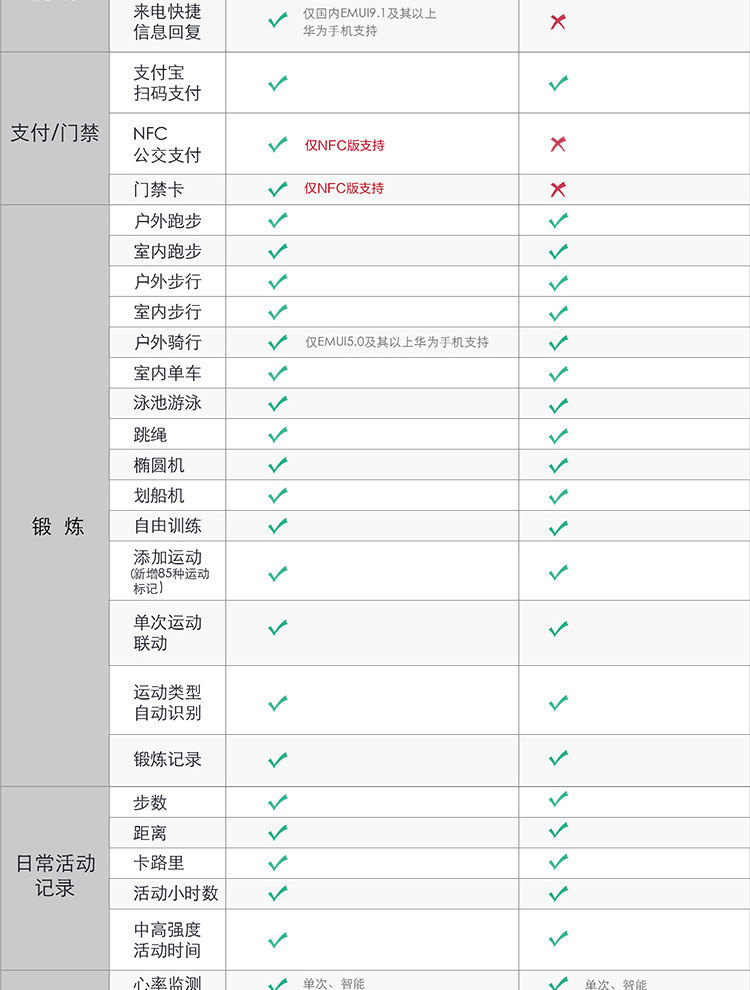 来电快捷
信息回复
✓ 仅国内EMUI9.1及其以上
华为手机支持
✗
支付/门禁
支付宝
扫码支付
✓ ✓
NFC
公交支付
✓ 仅NFC版支持 ✗
门禁卡 ✓ 仅NFC版支持 ✗
锻 炼
户外跑步 ✓ ✓
室内跑步 ✓ ✓
户外步行 ✓ ✓
室内步行 ✓ ✓
户外骑行 ✓ 仅EMUI5.0及其以上华为手机支持 ✓
室内单车 ✓ ✓
泳池游泳 ✓ ✓
跳绳 ✓ ✓
椭圆机 ✓ ✓
划船机 ✓ ✓
自由训练 ✓ ✓
添加运动
(新增85种运动
标记)
✓ ✓
单次运动
联动
✓ ✓
运动类型
自动识别
✓ ✓
锻炼记录 ✓ ✓
日常活动
记录
步数 ✓ ✓
距离 ✓ ✓
卡路里 ✓ ✓
活动小时数 ✓ ✓
中高强度
活动时间
✓ ✓
心率监测 ✓ 单次、智能 ✓ 单次、智能